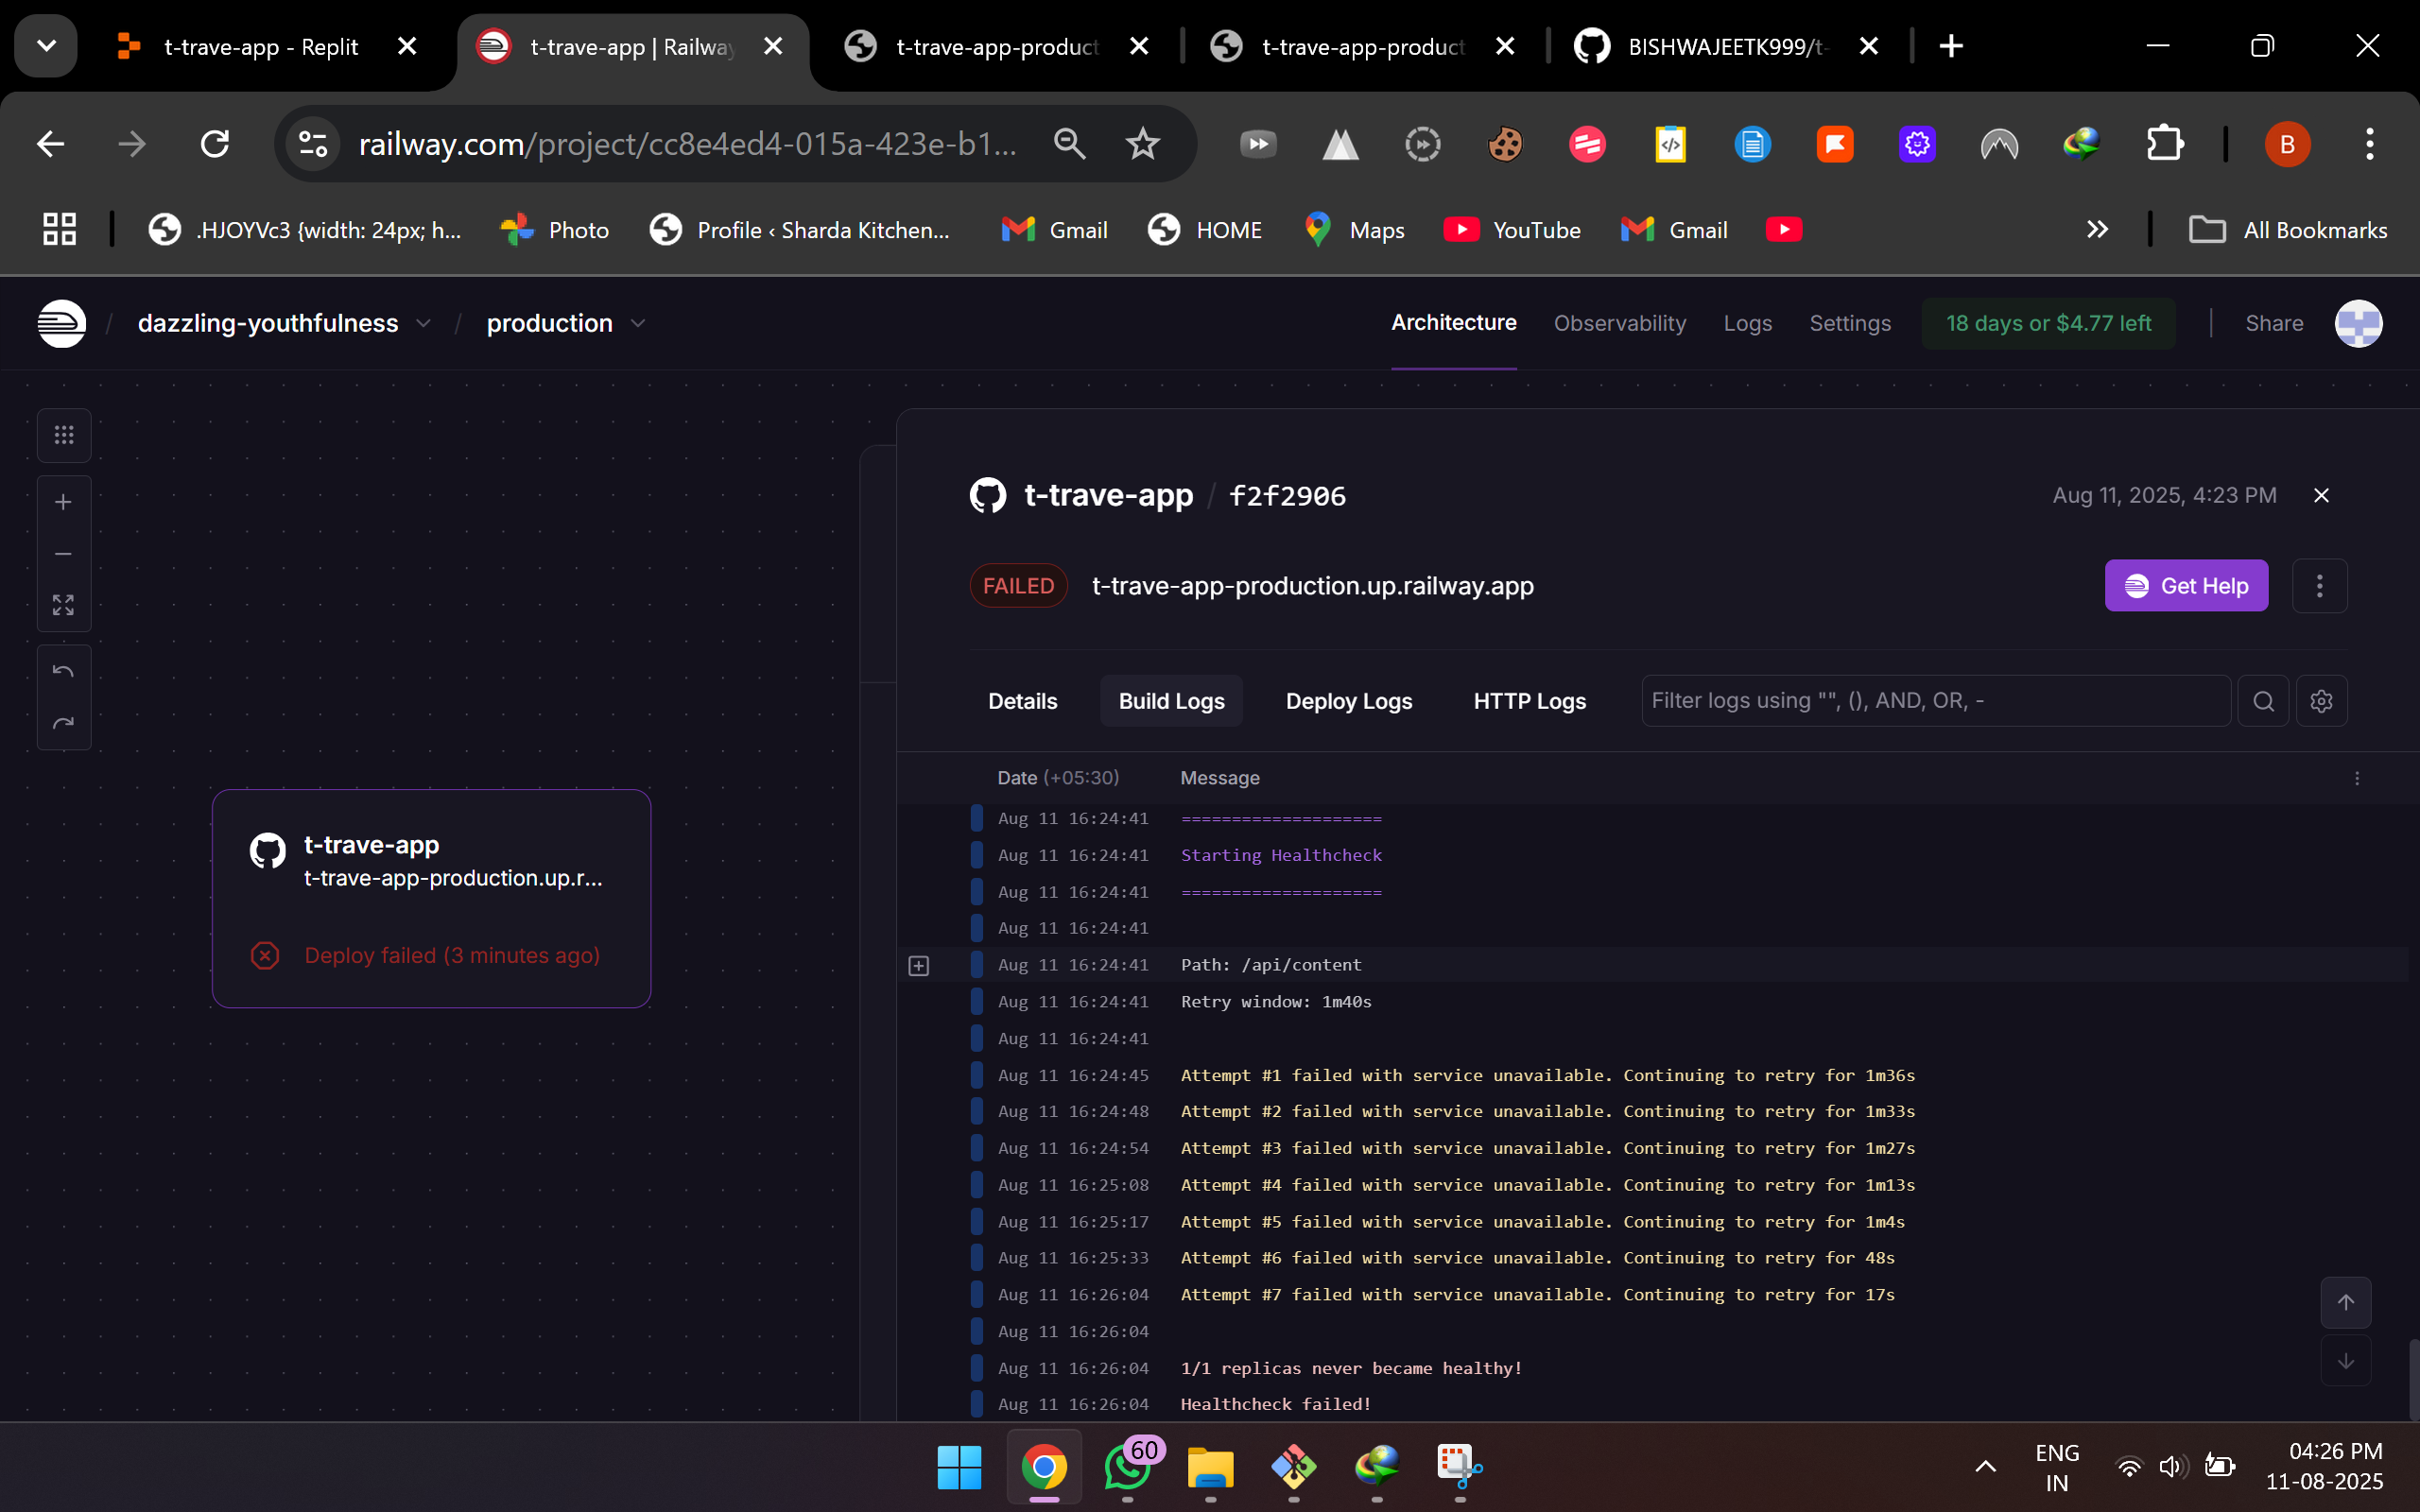 t-trave-app - Replit
t-trave-app | Railway
t-trave-app-product
t-trave-app-product
BISHWAJEETK999/t-
railway.com/project/cc8e4ed4-015a-423e-b1...
B
.HJOYVc3 {width: 24px; h...
Photo
Profile ‹ Sharda Kitchen...
Gmail
HOME
Maps
YouTube
Gmail
All Bookmarks
/ dazzling-youthfulness / production
Architecture
Observability
Logs
Settings
18 days or $4.77 left
Share
t-trave-app
t-trave-app-production.up.r...
Deploy failed (3 minutes ago)
t-trave-app / f2f2906
Aug 11, 2025, 4:23 PM
FAILED t-trave-app-production.up.railway.app
Get Help
Details Build Logs Deploy Logs HTTP Logs
Filter logs using "", (), AND, OR, -
Date (+05:30) Message
Aug 11 16:24:41 ====================
Aug 11 16:24:41 Starting Healthcheck
Aug 11 16:24:41 ====================
Aug 11 16:24:41
Aug 11 16:24:41 Path: /api/content
Aug 11 16:24:41 Retry window: 1m40s
Aug 11 16:24:41
Aug 11 16:24:45 Attempt #1 failed with service unavailable. Continuing to retry for 1m36s
Aug 11 16:24:48 Attempt #2 failed with service unavailable. Continuing to retry for 1m33s
Aug 11 16:24:54 Attempt #3 failed with service unavailable. Continuing to retry for 1m27s
Aug 11 16:25:08 Attempt #4 failed with service unavailable. Continuing to retry for 1m13s
Aug 11 16:25:17 Attempt #5 failed with service unavailable. Continuing to retry for 1m4s
Aug 11 16:25:33 Attempt #6 failed with service unavailable. Continuing to retry for 48s
Aug 11 16:26:04 Attempt #7 failed with service unavailable. Continuing to retry for 17s
Aug 11 16:26:04
Aug 11 16:26:04 1/1 replicas never became healthy!
Aug 11 16:26:04 Healthcheck failed!
60
ENG
IN
04:26 PM
11-08-2025